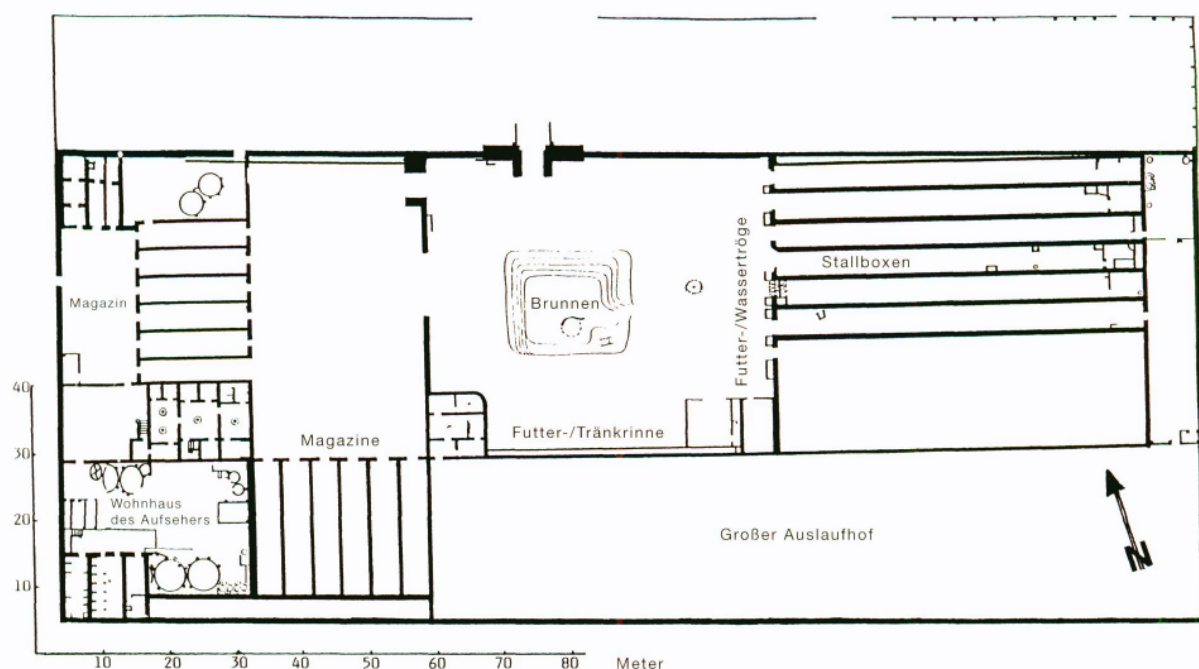 Magazin
Brunnen
Futter-/Wassertröge
Stallboxen
40
Magazine
Futter-/Tränkrinne
30
Wohnhaus
des Aufsehers
20
Großer Auslaufhof
N
10
10 20 30 40 50 60 70 80 Meter